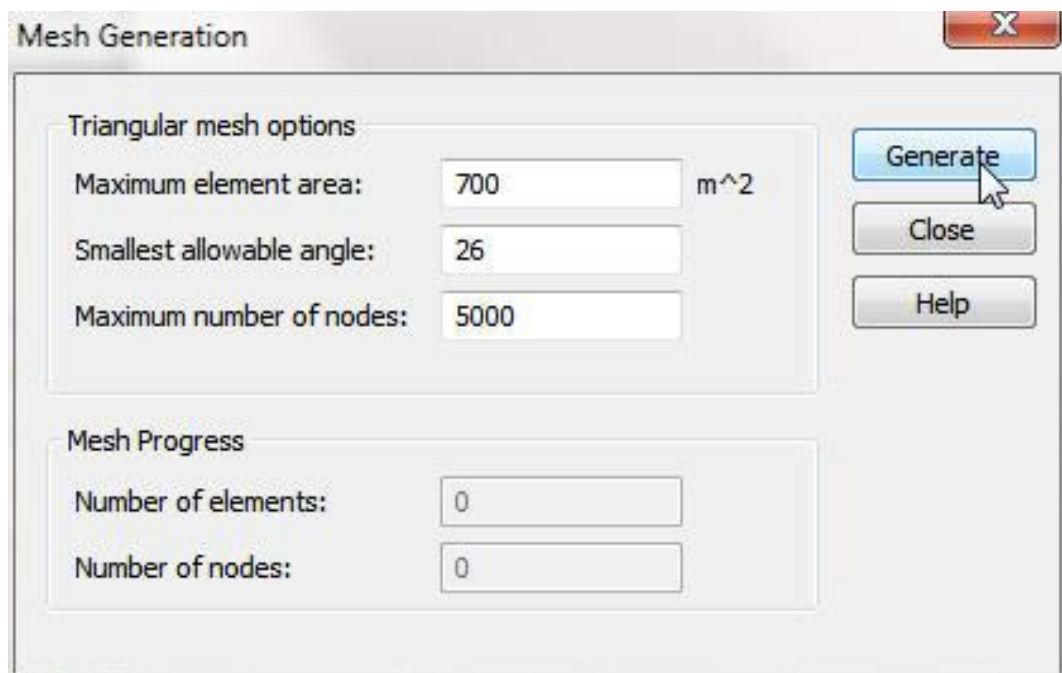 Mesh Generation
X
Triangular mesh options
Maximum element area: 700 m^2
Generate
Smallest allowable angle: 26
Close
Maximum number of nodes: 5000
Help
Mesh Progress
Number of elements: 0
Number of nodes: 0